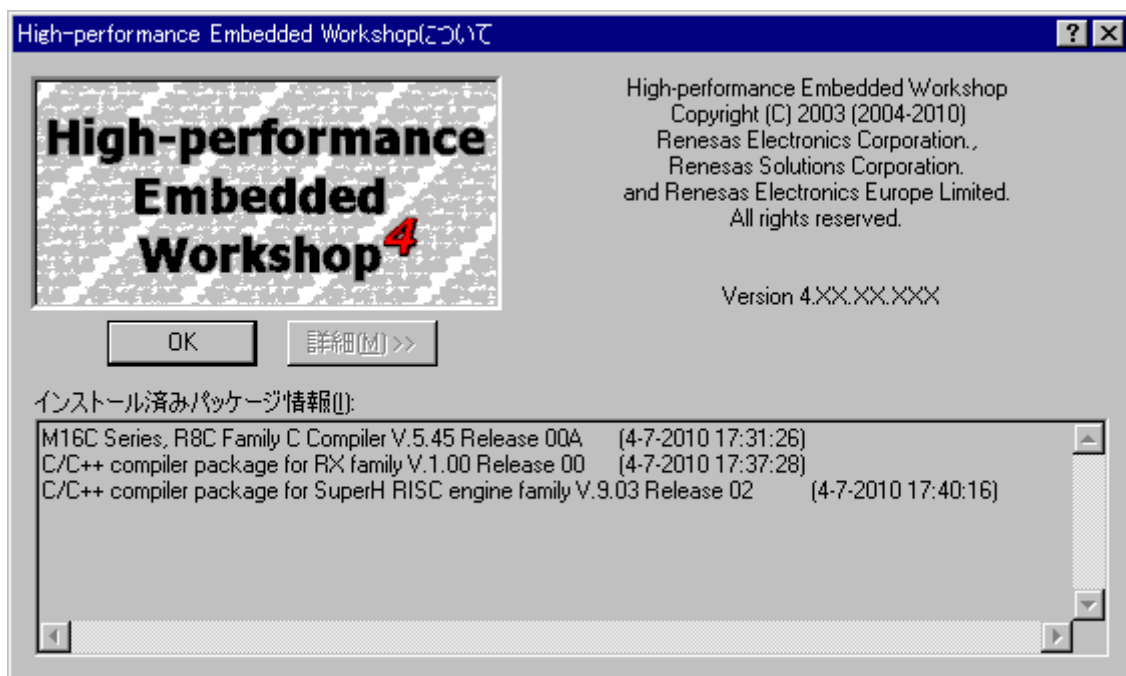 High-performance Embedded Workshopについて
High-performance
Embedded
Workshop4
High-performance Embedded Workshop
Copyright (C) 2003 (2004-2010)
Renesas Electronics Corporation.,
Renesas Solutions Corporation.
and Renesas Electronics Europe Limited.
All rights reserved.
Version 4.XX.XX.XXX
OK
詳細(M) >>
インストール済みパッケージ情報(I):
M16C Series, R8C Family C Compiler V.5.45 Release 00A (4-7-2010 17:31:26)
C/C++ compiler package for RX family V.1.00 Release 00 (4-7-2010 17:37:28)
C/C++ compiler package for SuperH RISC engine family V.9.03 Release 02 (4-7-2010 17:40:16)